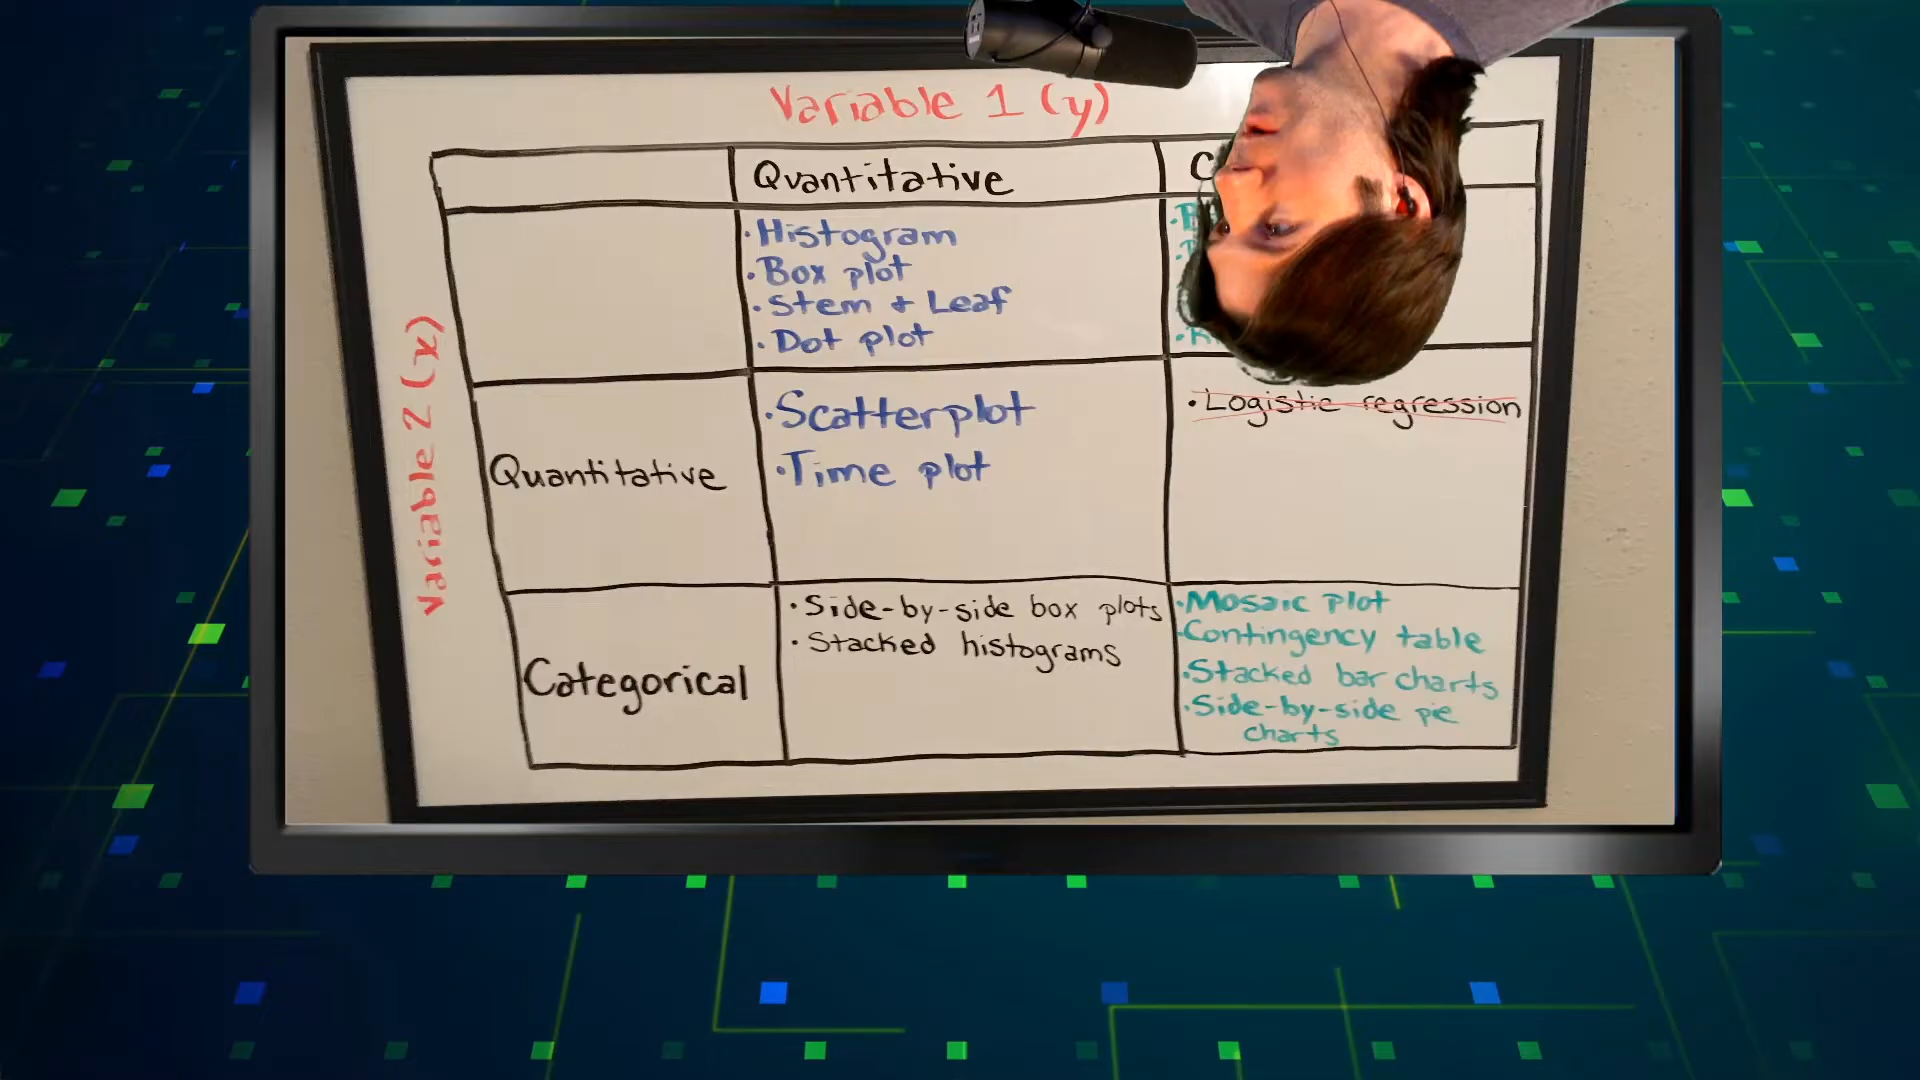 Variable 1 (y)
Quantitative
• Histogram
• Box plot
• Stem + Leaf
• Dot plot
Variable 2 (x)
Quantitative
• Scatterplot
• Time plot
• Logistic regression
Categorical
• Side-by-side box plots
• Stacked histograms
• Mosaic plot
• Contingency table
• Stacked bar charts
• Side-by-side pie
charts